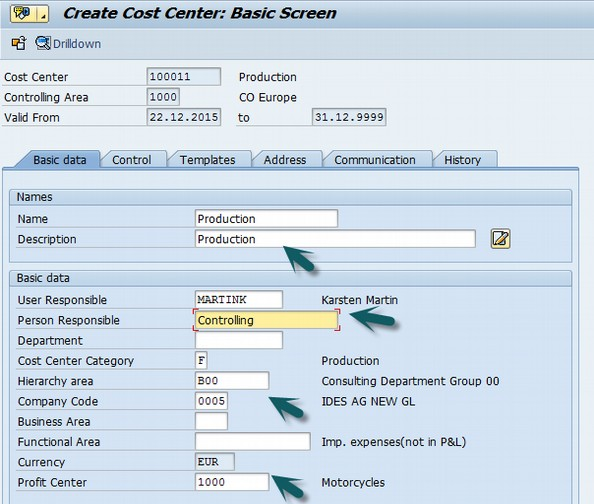 Create Cost Center: Basic Screen
Drilldown
Cost Center 100011 Production
Controlling Area 1000 CO Europe
Valid From 22.12.2015 to 31.12.9999
Basic data Control Templates Address Communication History
Names
Name Production
Description Production
Basic data
User Responsible MARTINK Karsten Martin
Person Responsible Controlling
Department
Cost Center Category F Production
Hierarchy area B00 Consulting Department Group 00
Company Code 0005 IDES AG NEW GL
Business Area
Functional Area Imp. expenses(not in P&L)
Currency EUR
Profit Center 1000 Motorcycles